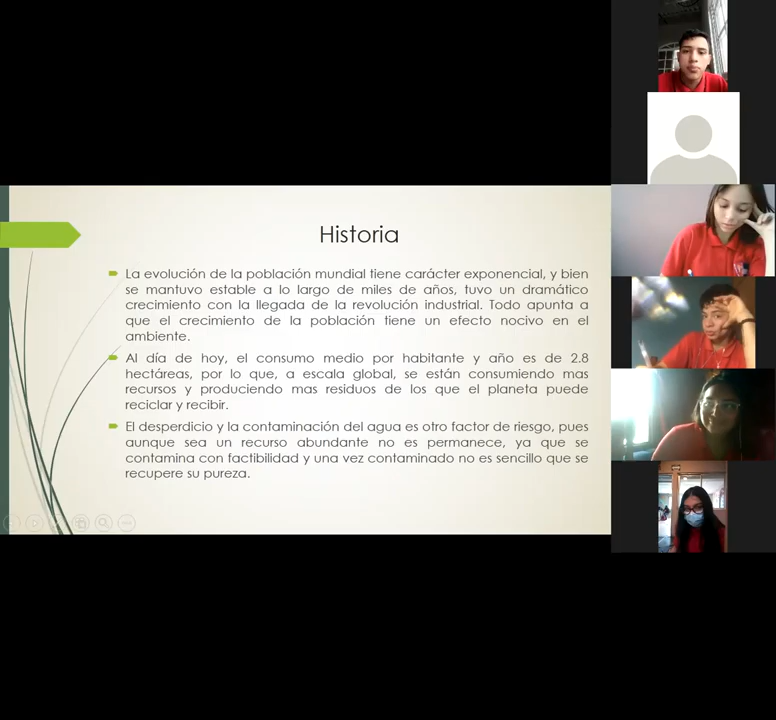 Historia
La evolución de la población mundial tiene carácter exponencial, y bien
se mantuvo estable a lo largo de miles de años, tuvo un dramático
crecimiento con la llegada de la revolución industrial. Todo apunta a
que el crecimiento de la población tiene un efecto nocivo en el
ambiente.
Al día de hoy, el consumo medio por habitante y año es de 2.8
hectáreas, por lo que, a escala global, se están consumiendo mas
recursos y produciendo mas residuos de los que el planeta puede
reciclar y recibir.
El desperdicio y la contaminación del agua es otro factor de riesgo, pues
aunque sea un recurso abundante no es permanece, ya que se
contamina con factibilidad y una vez contaminado no es sencillo que se
recupere su pureza.